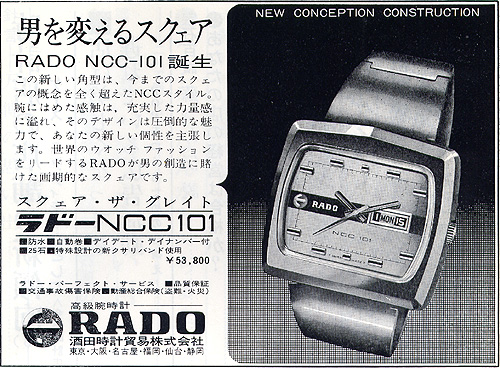 男を変えるスクェア
RADO NCC-101誕生
この新しい角型は、今までのスクェ
アの概念を全く超えたNCCスタイル。
腕にはめた感触は、充実した力量感
に溢れ、そのデザインは圧倒的な魅
力で、あなたの新しい個性を主張し
ます。世界のウオッチ ファッション
をリードするRADOが男の創造に賭
けた画期的なスクェアです。
スクェア・ザ・グレイト
ラドーNCC101
■防水■自動巻■デイデート・デイナンバー付
■25石■特殊設計の新クサリバンド使用
￥53,800
ラドー・パーフェクト・サービス ■品質保証
■交通事故傷害保険■動産総合保険(盗難・火災)
高級腕時計
RADO
酒田時計貿易株式会社
東京・大阪・名古屋・福岡・仙台・静岡
NEW CONCEPTION CONSTRUCTION
RADO
1 MON 15
NCC 101